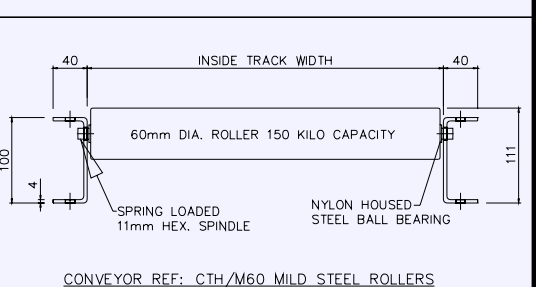 40
INSIDE TRACK WIDTH
40
60mm DIA. ROLLER 150 KILO CAPACITY
100
111
4
SPRING LOADED
11mm HEX. SPINDLE
NYLON HOUSED
STEEL BALL BEARING
CONVEYOR REF: CTH/M60 MILD STEEL ROLLERS